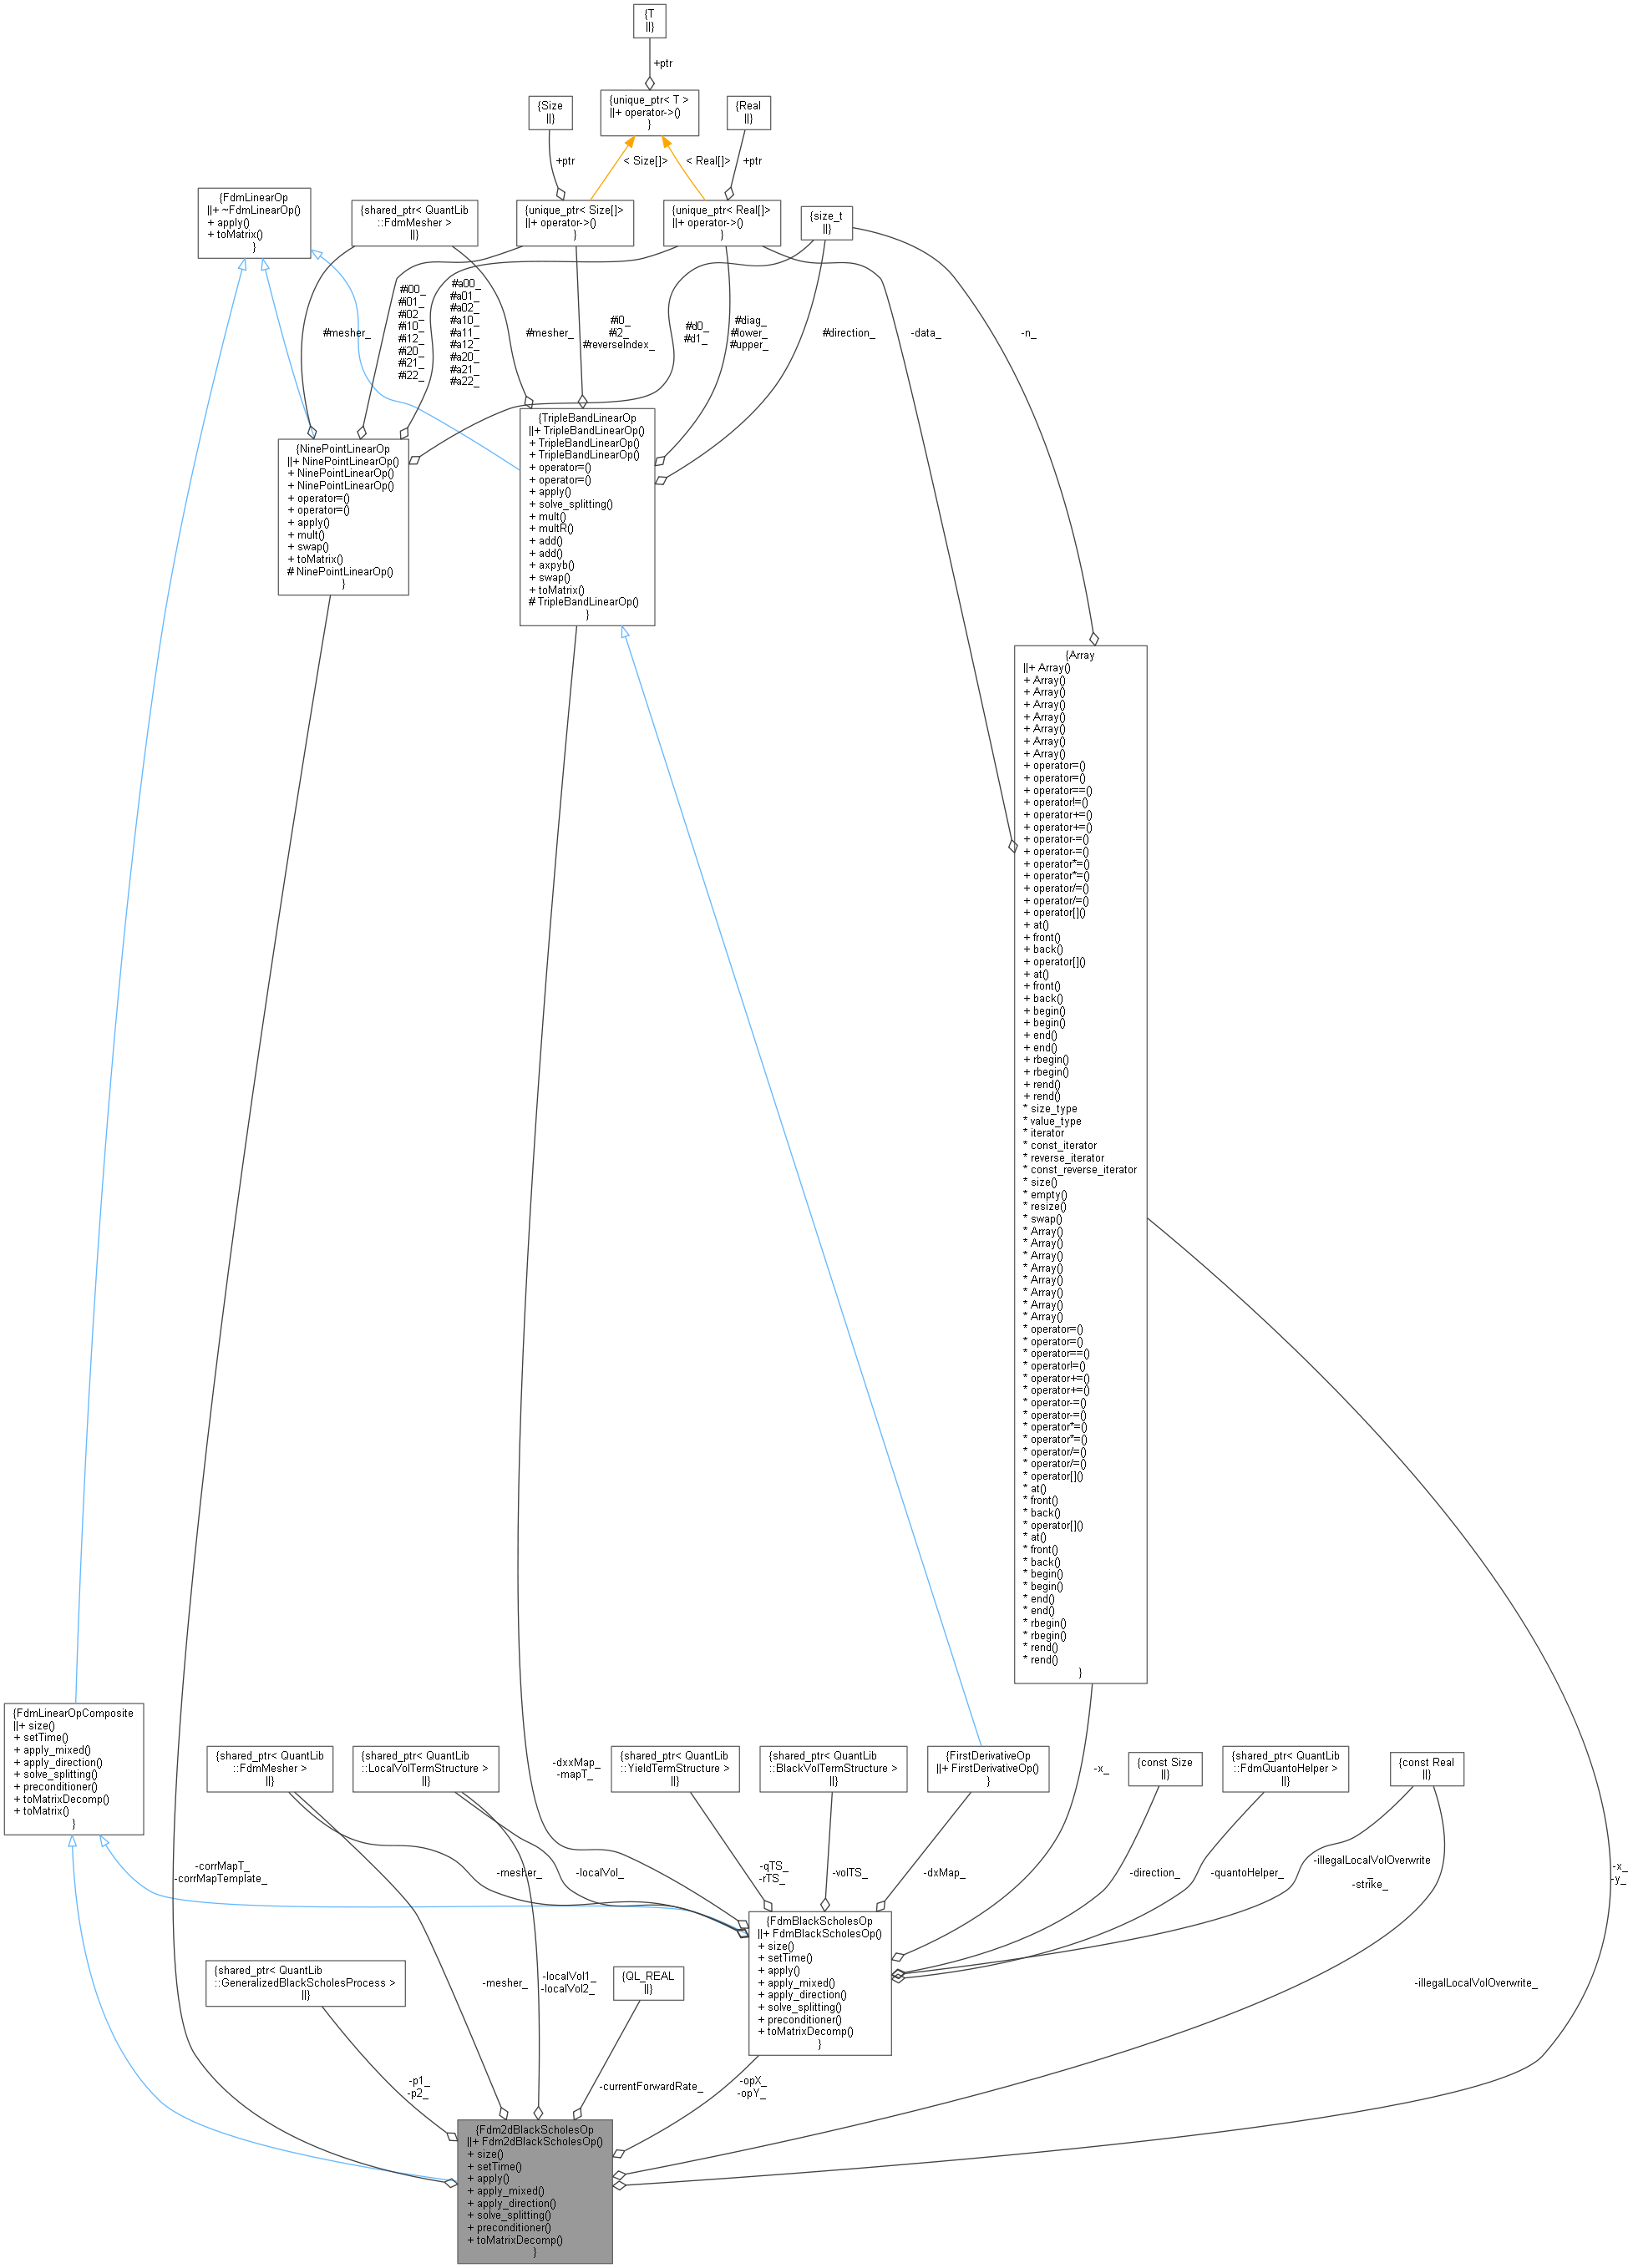 {T
||}
+ptr
{Size
||}
{unique_ptr< T >
||+ operator->()
}
{Real
||}
+ptr
< Size[]>
< Real[]>
+ptr
{FdmLinearOp
||+ ~FdmLinearOp()
+ apply()
+ toMatrix()
}
{shared_ptr< QuantLib
::FdmMesher >
||}
{unique_ptr< Size[]>
||+ operator->()
}
{unique_ptr< Real[]>
||+ operator->()
}
{size_t
||}
#mesher_
#i00_
#i01_
#i02_
#i10_
#i12_
#i20_
#i21_
#i22_
#a00_
#a01_
#a02_
#a10_
#a11_
#a12_
#a20_
#a21_
#a22_
#mesher_
#i0_
#i2_
#reverseIndex_
#d0_
#d1_
#diag_
#lower_
#upper_
#direction_
-data_
-n_
{NinePointLinearOp
||+ NinePointLinearOp()
+ NinePointLinearOp()
+ NinePointLinearOp()
+ operator=()
+ operator=()
+ apply()
+ mult()
+ swap()
+ toMatrix()
# NinePointLinearOp()
}
{TripleBandLinearOp
||+ TripleBandLinearOp()
+ TripleBandLinearOp()
+ TripleBandLinearOp()
+ operator=()
+ operator=()
+ apply()
+ solve_splitting()
+ mult()
+ multR()
+ add()
+ add()
+ axpyb()
+ swap()
+ toMatrix()
# TripleBandLinearOp()
}
{Array
||+ Array()
+ Array()
+ Array()
+ Array()
+ Array()
+ Array()
+ Array()
+ Array()
+ operator=()
+ operator=()
+ operator==()
+ operator!=()
+ operator+=()
+ operator+=()
+ operator-=()
+ operator-=()
+ operator*=()
+ operator*=()
+ operator/=()
+ operator/=()
+ operator[]()
+ at()
+ front()
+ back()
+ operator[]()
+ at()
+ front()
+ back()
+ begin()
+ begin()
+ end()
+ end()
+ rbegin()
+ rbegin()
+ rend()
+ rend()
* size_type
* value_type
* iterator
* const_iterator
* reverse_iterator
* const_reverse_iterator
* size()
* empty()
* resize()
* swap()
* Array()
* Array()
* Array()
* Array()
* Array()
* Array()
* Array()
* Array()
* operator=()
* operator=()
* operator==()
* operator!=()
* operator+=()
* operator+=()
* operator-=()
* operator-=()
* operator*=()
* operator*=()
* operator/=()
* operator/=()
* operator[]()
* at()
* front()
* back()
* operator[]()
* at()
* front()
* back()
* begin()
* begin()
* end()
* end()
* rbegin()
* rbegin()
* rend()
* rend()
}
{FdmLinearOpComposite
||+ size()
+ setTime()
+ apply_mixed()
+ apply_direction()
+ solve_splitting()
+ preconditioner()
+ toMatrixDecomp()
+ toMatrix()
}
{shared_ptr< QuantLib
::FdmMesher >
||}
{shared_ptr< QuantLib
::LocalVolTermStructure >
||}
-dxxMap_
-mapT_
{shared_ptr< QuantLib
::YieldTermStructure >
||}
{shared_ptr< QuantLib
::BlackVolTermStructure >
||}
{FirstDerivativeOp
||+ FirstDerivativeOp()
}
-x_
{const Size
||}
{shared_ptr< QuantLib
::FdmQuantoHelper >
||}
{const Real
||}
-corrMapT_
-corrMapTemplate_
-mesher_
-localVol_
-qTS_
-rTS_
-volTS_
-dxMap_
-direction_
-quantoHelper_
-illegalLocalVolOverwrite
_
-strike_
-x_
-y_
{FdmBlackScholesOp
||+ FdmBlackScholesOp()
+ size()
+ setTime()
+ apply()
+ apply_mixed()
+ apply_direction()
+ solve_splitting()
+ preconditioner()
+ toMatrixDecomp()
}
{shared_ptr< QuantLib
::GeneralizedBlackScholesProcess >
||}
-mesher_
-localVol1_
-localVol2_
{QL_REAL
||}
-illegalLocalVolOverwrite_
-p1_
-p2_
-currentForwardRate_
-opX_
-opY_
{Fdm2dBlackScholesOp
||+ Fdm2dBlackScholesOp()
+ size()
+ setTime()
+ apply()
+ apply_mixed()
+ apply_direction()
+ solve_splitting()
+ preconditioner()
+ toMatrixDecomp()
}